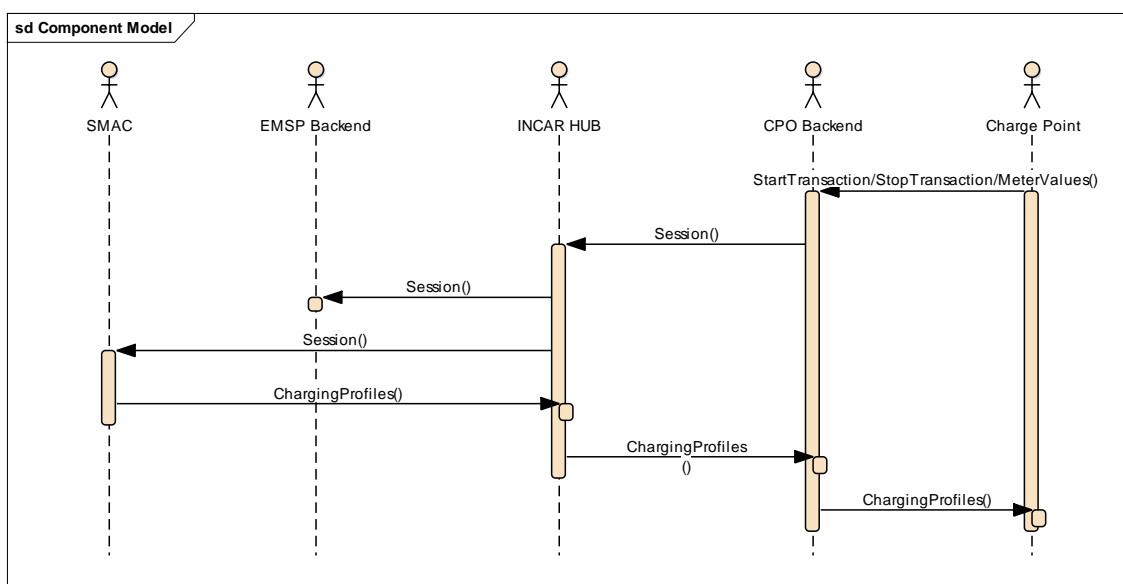 sd Component Model
SMAC
EMSP Backend
INCAR HUB
CPO Backend
Charge Point
StartTransaction/StopTransaction/MeterValues()
Session()
Session()
Session()
ChargingProfiles()
ChargingProfiles
()
ChargingProfiles()